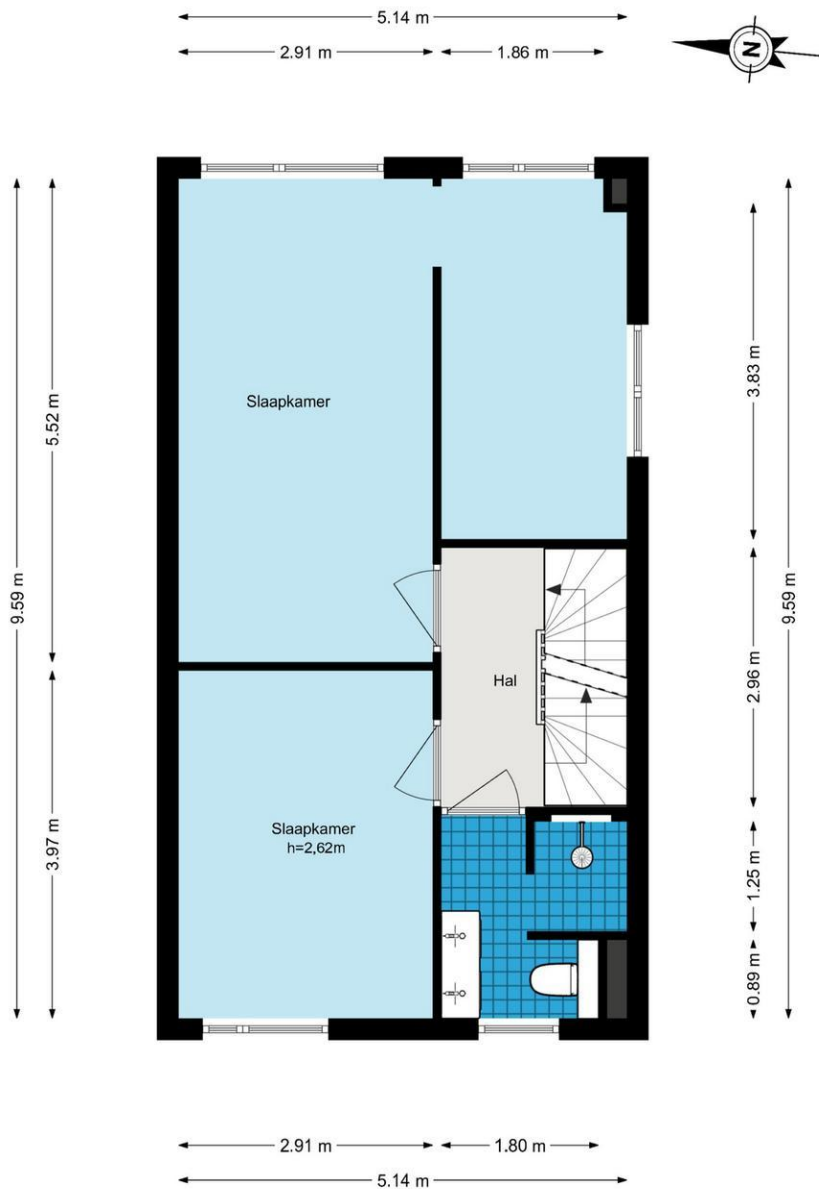 5.14 m
2.91 m
1.86 m
N
5.52 m
3.83 m
Slaapkamer
9.59 m
9.59 m
2.96 m
Hal
3.97 m
Slaapkamer
h=2,62m
1.25 m
0.89 m
2.91 m
1.80 m
5.14 m